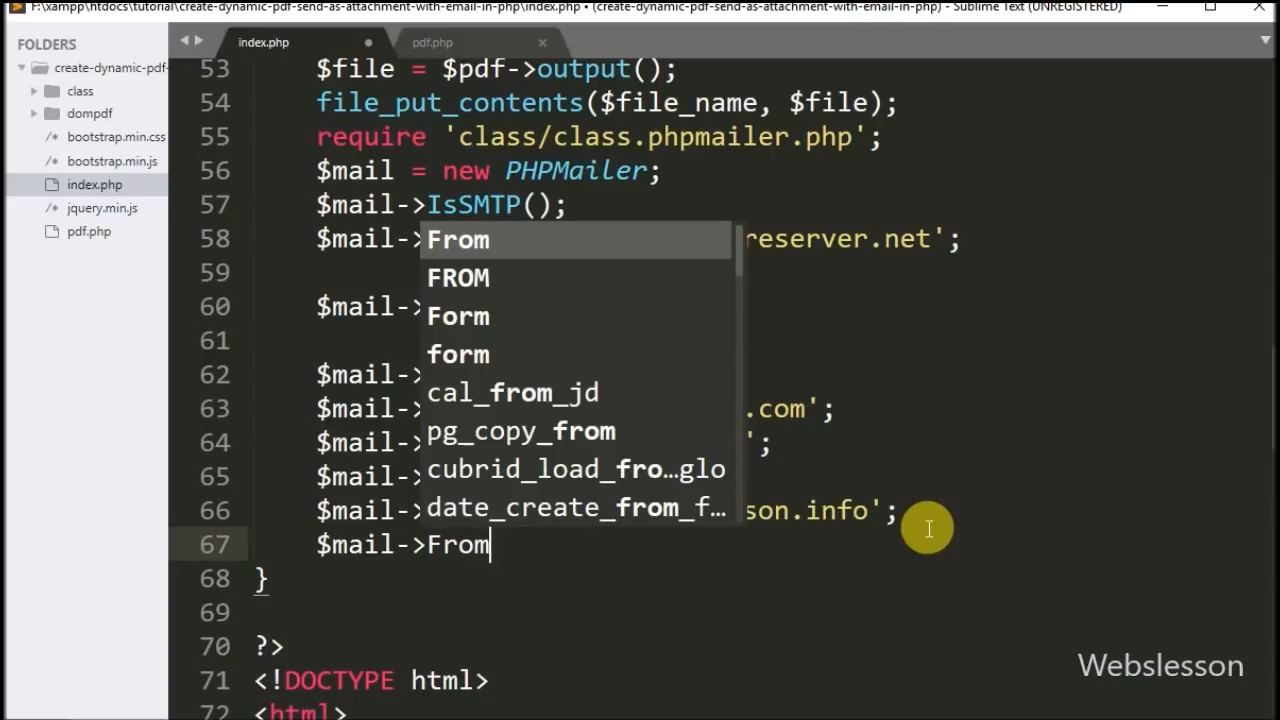 F:\xampp\htdocs\tutorial\create-dynamic-pdf-send-as-attachment-with-email-in-php\index.php • (create-dynamic-pdf-send-as-attachment-with-email-in-php) - Sublime Text (UNREGISTERED)
FOLDERS
create-dynamic-pdf-
class
dompdf
bootstrap.min.css
bootstrap.min.js
index.php
jquery.min.js
pdf.php
index.php
pdf.php
53 $file = $pdf->output();
54 file_put_contents($file_name, $file);
55 require 'class/class.phpmailer.php';
56 $mail = new PHPMailer;
57 $mail->IsSMTP();
58 $mail-> reserver.net';
59
60 $mail->
61
62 $mail->
63 $mail-> .com';
64 $mail-> ';
65 $mail->
66 $mail-> son.info';
67 $mail->From
68 }
69
70 ?>
71 <!DOCTYPE html>
72 <html>
From
FROM
Form
form
cal_from_jd
pg_copy_from
cubrid_load_fro…glo
date_create_from_f…
Webslesson